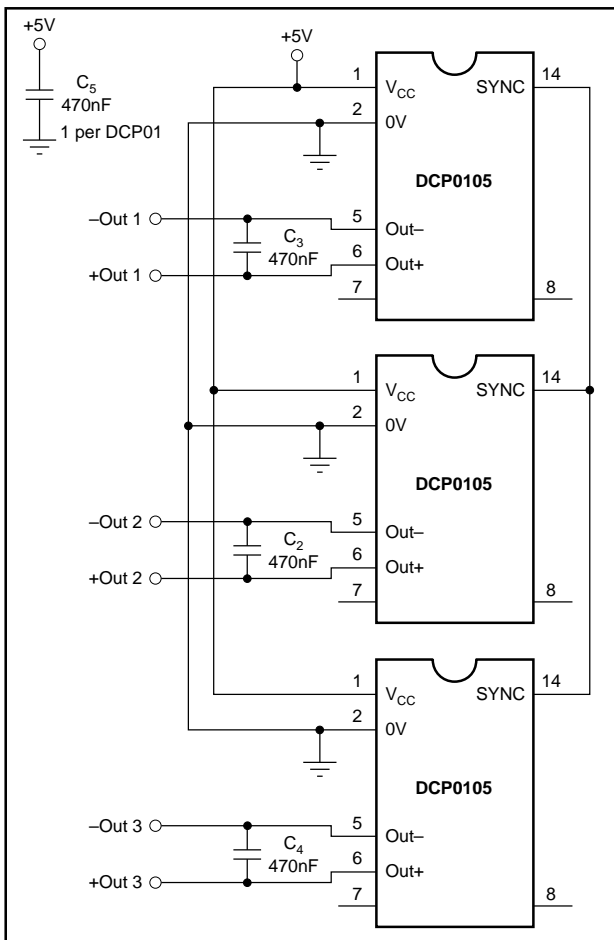 +5V
C5
470nF
1 per DCP01
+5V
1
VCC
SYNC
14
2
0V
DCP0105
–Out 1
5
Out–
C3
470nF
+Out 1
6
Out+
7
8
1
VCC
SYNC
14
2
0V
DCP0105
–Out 2
5
Out–
C2
470nF
+Out 2
6
Out+
7
8
1
VCC
SYNC
14
2
0V
DCP0105
–Out 3
5
Out–
C4
470nF
+Out 3
6
Out+
7
8